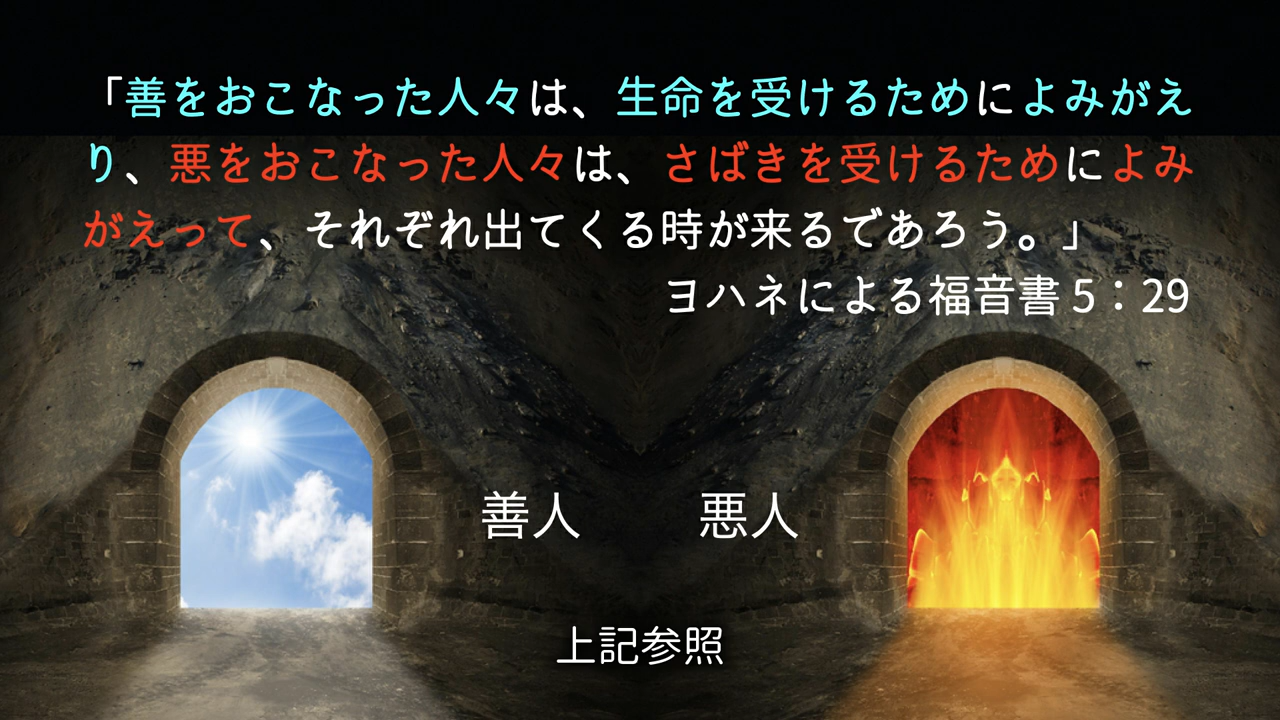 「善をおこなった人々は、生命を受けるためによみがえ
り、悪をおこなった人々は、さばきを受けるためによみ
がえって、それぞれ出てくる時が来るであろう。」
ヨハネによる福音書 5：29
善人
悪人
上記参照